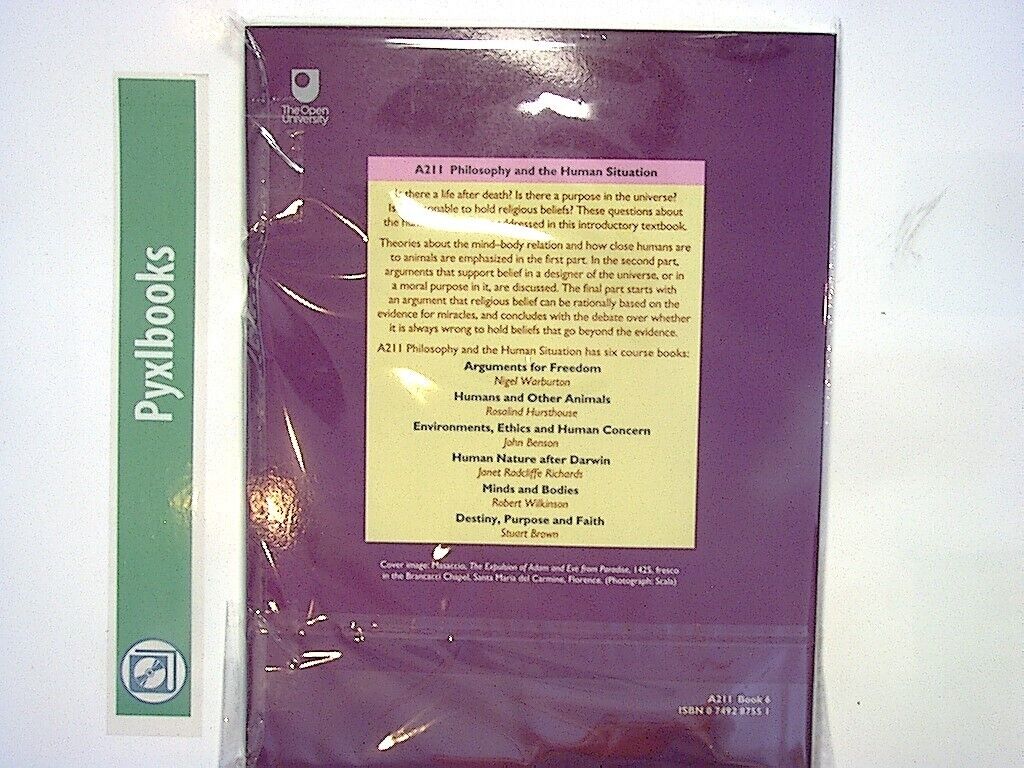 Pyxlbooks
The Open
University
A211 Philosophy and the Human Situation
Is there a life after death? Is there a purpose in the universe?
Is to hold religious beliefs? These questions about
the addressed in this introductory textbook.
Theories about the mind–body relation and how close humans are
to animals are emphasized in the first part. In the second part,
arguments that support belief in a designer of the universe, or in
a moral purpose in it, are discussed. The final part starts with
an argument that religious belief can be rationally based on the
evidence for miracles, and concludes with the debate over whether
it is always wrong to hold beliefs that go beyond the evidence.
A211 Philosophy and the Human Situation has six course books:
Arguments for Freedom
Nigel Warburton
Humans and Other Animals
Rosalind Hursthouse
Environments, Ethics and Human Concern
John Benson
Human Nature after Darwin
Janet Radcliffe Richards
Minds and Bodies
Robert Wilkinson
Destiny, Purpose and Faith
Stuart Brown
Cover image: Masaccio, The Expulsion of Adam and Eve from Paradise, 1425, fresco
in the Brancacci Chapel, Santa Maria del Carmine, Florence. (Photograph: Scala)
A211 Book 6
ISBN 0 7492 8755 1